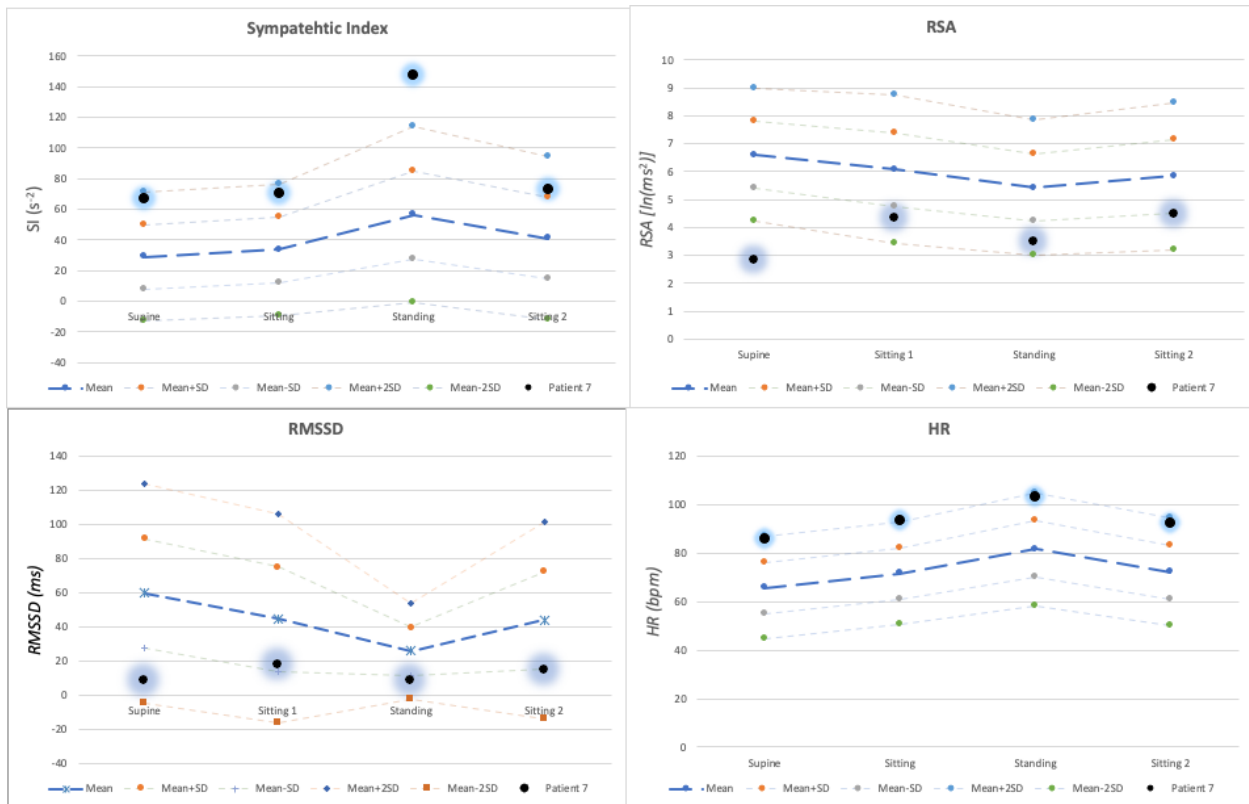 Sympatehtic Index
SI (s⁻²)
160
140
120
100
80
60
40
20
0
-20
-40
Supine Sitting Standing Sitting 2
Mean Mean+SD Mean-SD Mean+2SD Mean-2SD Patient 7
RSA
RSA [ln(ms²)]
10
9
8
7
6
5
4
3
2
1
0
Supine Sitting 1 Standing Sitting 2
Mean Mean+SD Mean-SD Mean+2SD Mean-2SD Patient 7
RMSSD
RMSSD (ms)
140
120
100
80
60
40
20
0
-20
-40
Supine Sitting 1 Standing Sitting 2
Mean Mean+SD Mean-SD Mean+2SD Mean-2SD Patient 7
HR
HR (bpm)
120
100
80
60
40
20
0
Supine Sitting Standing Sitting 2
Mean Mean+SD Mean-SD Mean+2SD Mean-2SD Patient 7